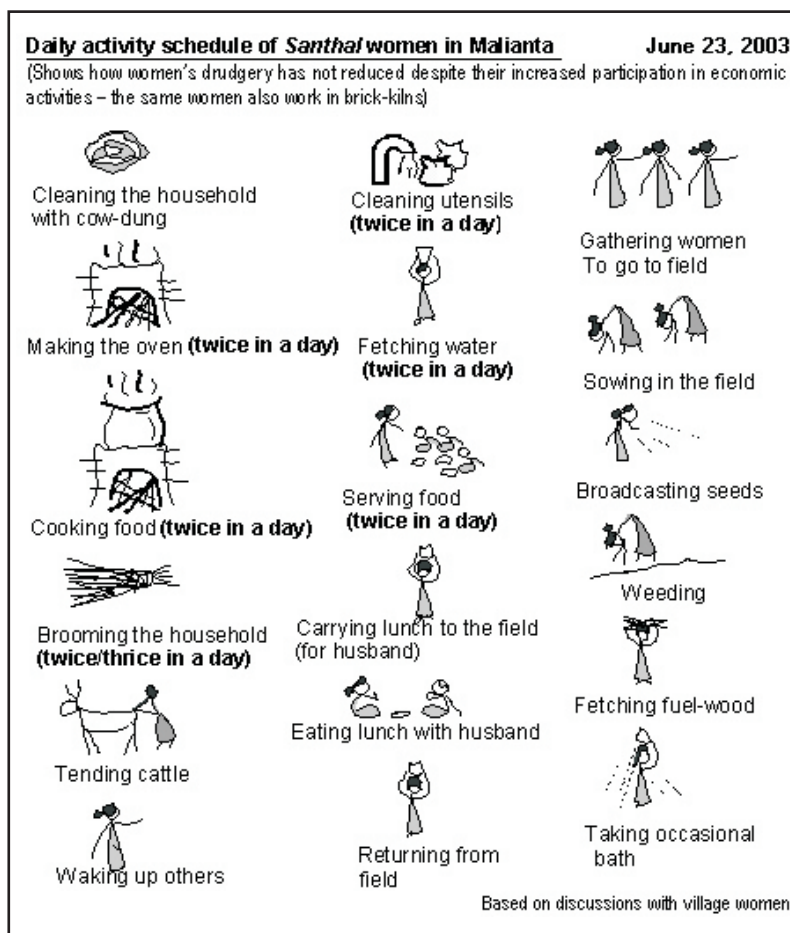 Daily activity schedule of Santhal women in Malianta June 23, 2003
(Shows how women's drudgery has not reduced despite their increased participation in economic
activities – the same women also work in brick-kilns)
Cleaning the household
with cow-dung
Making the oven (twice in a day)
Cooking food (twice in a day)
Brooming the household
(twice/thrice in a day)
Tending cattle
Waking up others
Cleaning utensils
(twice in a day)
Fetching water
(twice in a day)
Serving food
(twice in a day)
Carrying lunch to the field
(for husband)
Eating lunch with husband
Returning from
field
Gathering women
To go to field
Sowing in the field
Broadcasting seeds
Weeding
Fetching fuel-wood
Taking occasional
bath
Based on discussions with village women